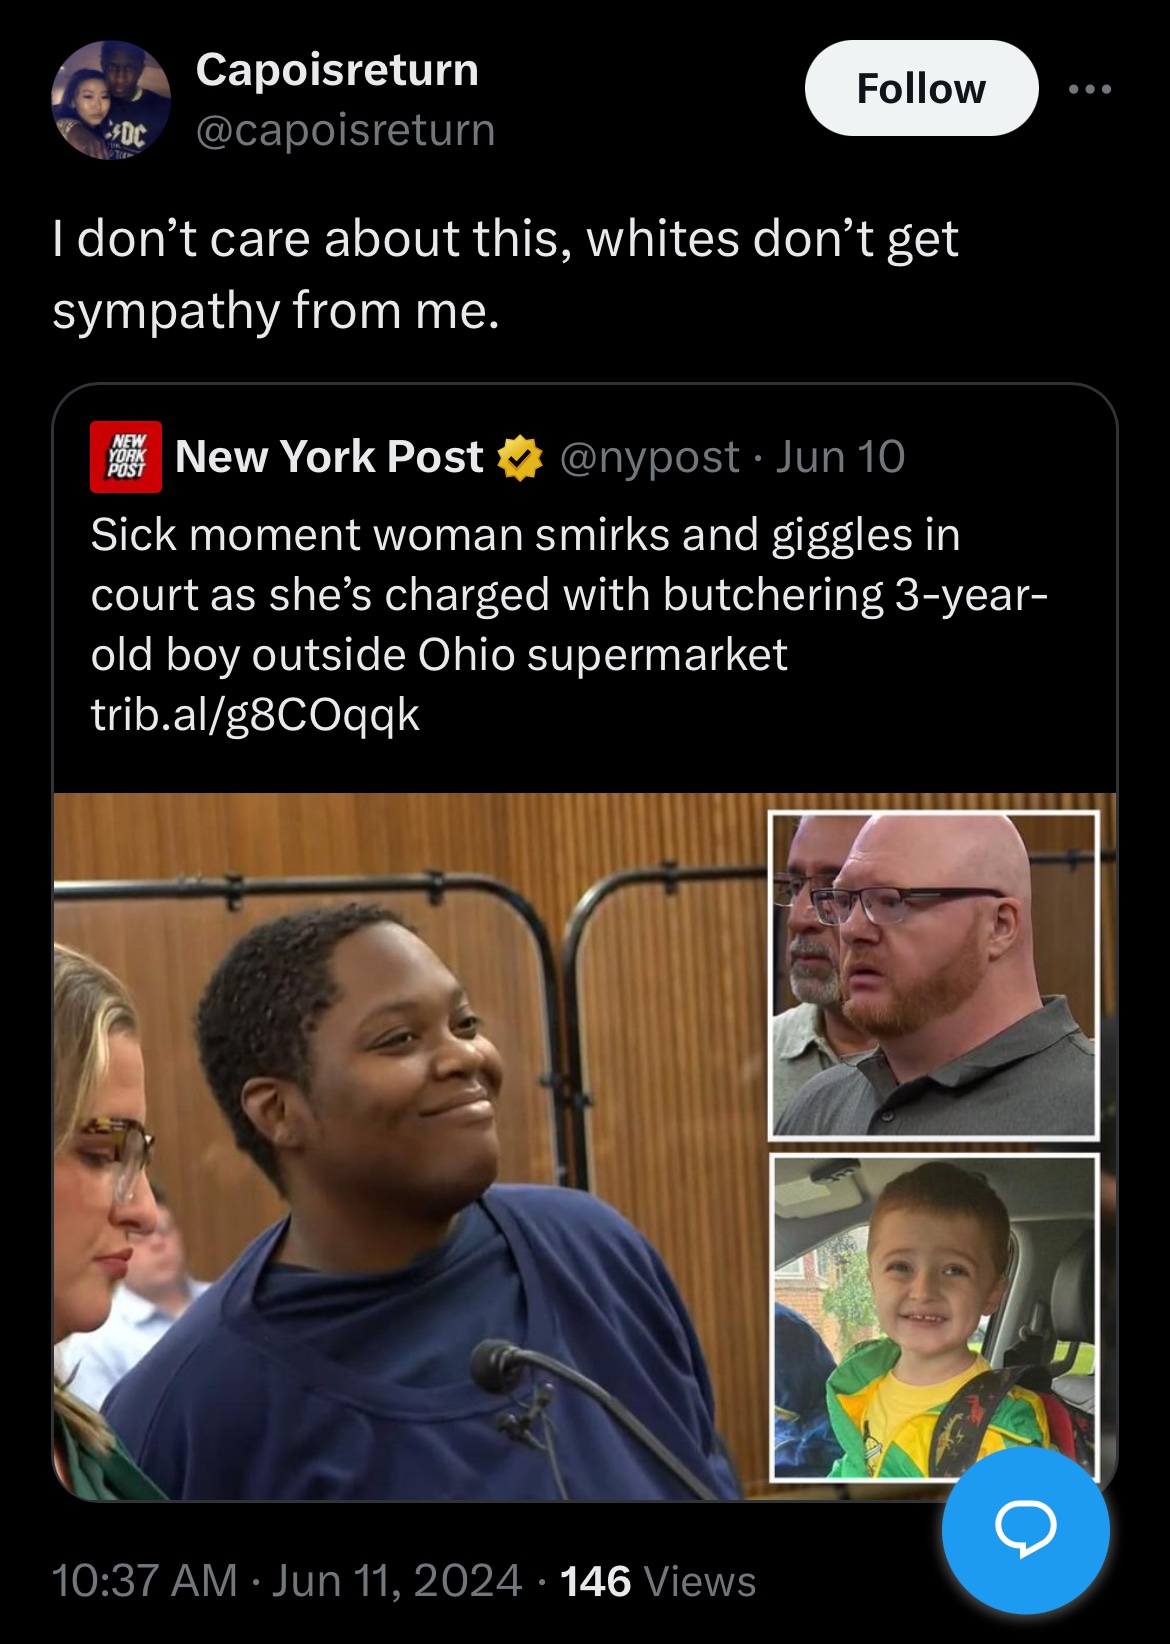 Capoisreturn
@capoisreturn
Follow
I don’t care about this, whites don’t get
sympathy from me.
NEW
YORK
POST
New York Post @nypost · Jun 10
Sick moment woman smirks and giggles in
court as she’s charged with butchering 3-year-
old boy outside Ohio supermarket
trib.al/g8COqqk
10:37 AM · Jun 11, 2024 · 146 Views